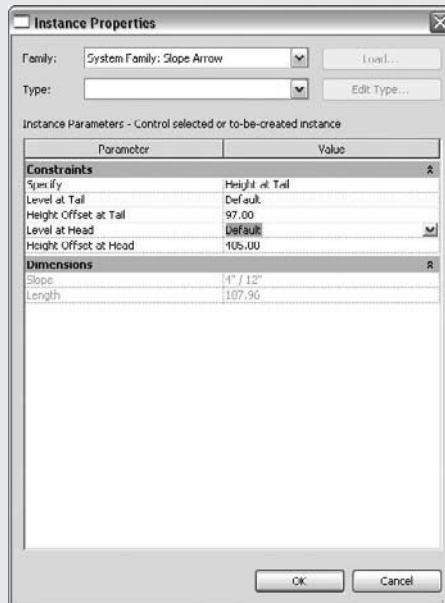 Instance Properties
Family: System Family: Slope Arrow Load...
Type: Edit Type...
Instance Parameters - Control selected or to-be-created instance
Parameter Value
Constraints
Specify Height at Tail
Level at Tail Default
Height Offset at Tail 97.00
Level at Head Default
Height Offset at Head 405.00
Dimensions
Slope 4" / 12"
Length 107.96
OK Cancel